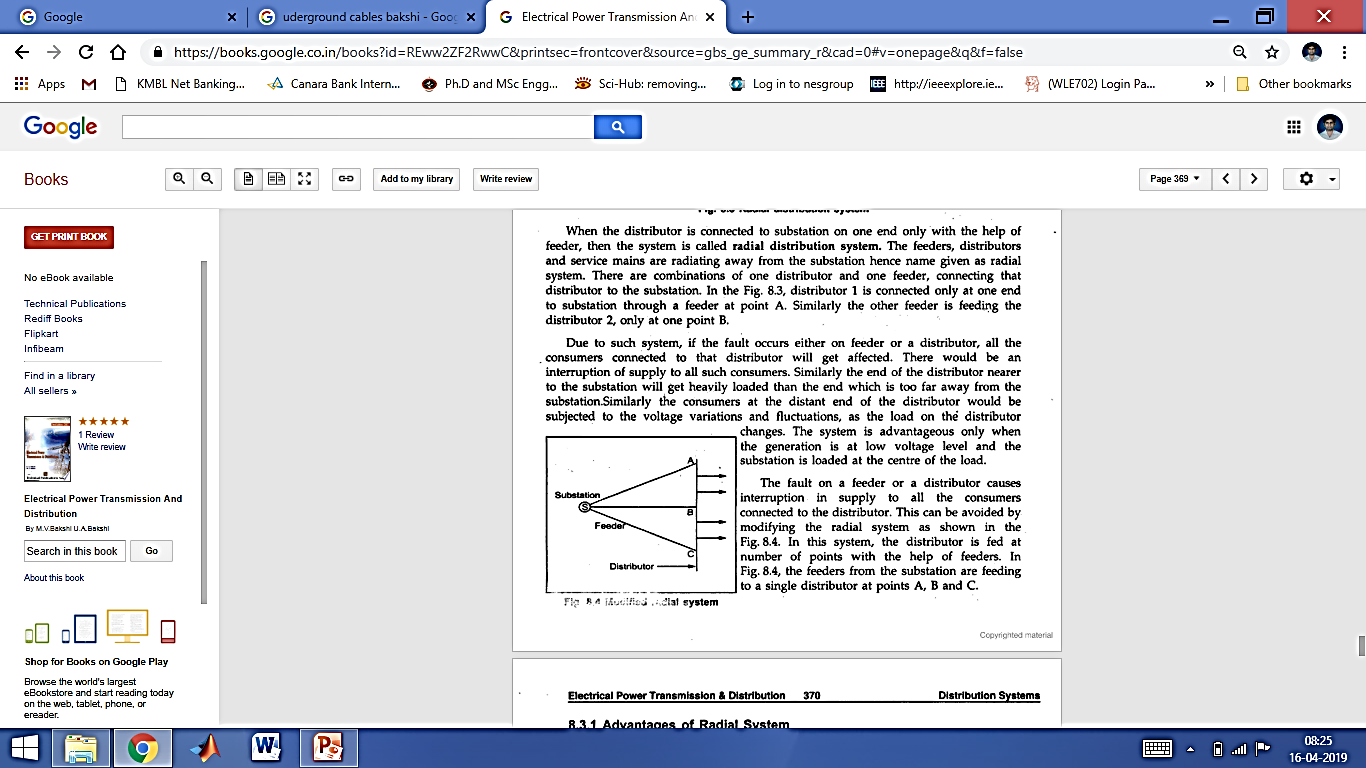 Google
uderground cables bakshi - Goog
Electrical Power Transmission An
https://books.google.co.in/books?id=REww2ZF2RwwC&printsec=frontcover&source=gbs_ge_summary_r&cad=0#v=onepage&q&f=false
Apps
KMBL Net Banking...
Canara Bank Intern...
Ph.D and MSc Engg...
Sci-Hub: removing...
Log in to nesgroup
IEEE
http://ieeexplore.ie...
(WLE702) Login Pa...
»
Other bookmarks
Google
Books
Add to my library
Write review
Page 369
GET PRINT BOOK
No eBook available
Technical Publications
Rediff Books
Flipkart
Infibeam
Find in a library
All sellers »
1 Review
Write review
Electrical Power Transmission And
Distribution
By M.V.Bakshi U.A.Bakshi
Search in this book
Go
About this book
Shop for Books on Google Play
Browse the world's largest
eBookstore and start reading today
on the web, tablet, phone, or
ereader.
When the distributor is connected to substation on one end only with the help of
feeder, then the system is called radial distribution system. The feeders, distributors
and service mains are radiating away from the substation hence name given as radial
system. There are combinations of one distributor and one feeder, connecting that
distributor to the substation. In the Fig. 8.3, distributor 1 is connected only at one end
to substation through a feeder at point A. Similarly the other feeder is feeding the
distributor 2, only at one point B.
Due to such system, if the fault occurs either on feeder or a distributor, all the
consumers connected to that distributor will get affected. There would be an
interruption of supply to all such consumers. Similarly the end of the distributor nearer
to the substation will get heavily loaded than the end which is too far away from the
substation.Similarly the consumers at the distant end of the distributor would be
subjected to the voltage variations and fluctuations, as the load on the distributor
changes. The system is advantageous only when
the generation is at low voltage level and the
substation is loaded at the centre of the load.
The fault on a feeder or a distributor causes
interruption in supply to all the consumers
connected to the distributor. This can be avoided by
modifying the radial system as shown in the
Fig. 8.4. In this system, the distributor is fed at
number of points with the help of feeders. In
Fig. 8.4, the feeders from the substation are feeding
to a single distributor at points A, B and C.
A
Substation
S
B
Feeder
C
Distributor
Fig. 8.4 Modified radial system
Copyrighted material
Electrical Power Transmission & Distribution 370 Distribution Systems
8.3.1 Advantages of Radial System
08:25
16-04-2019